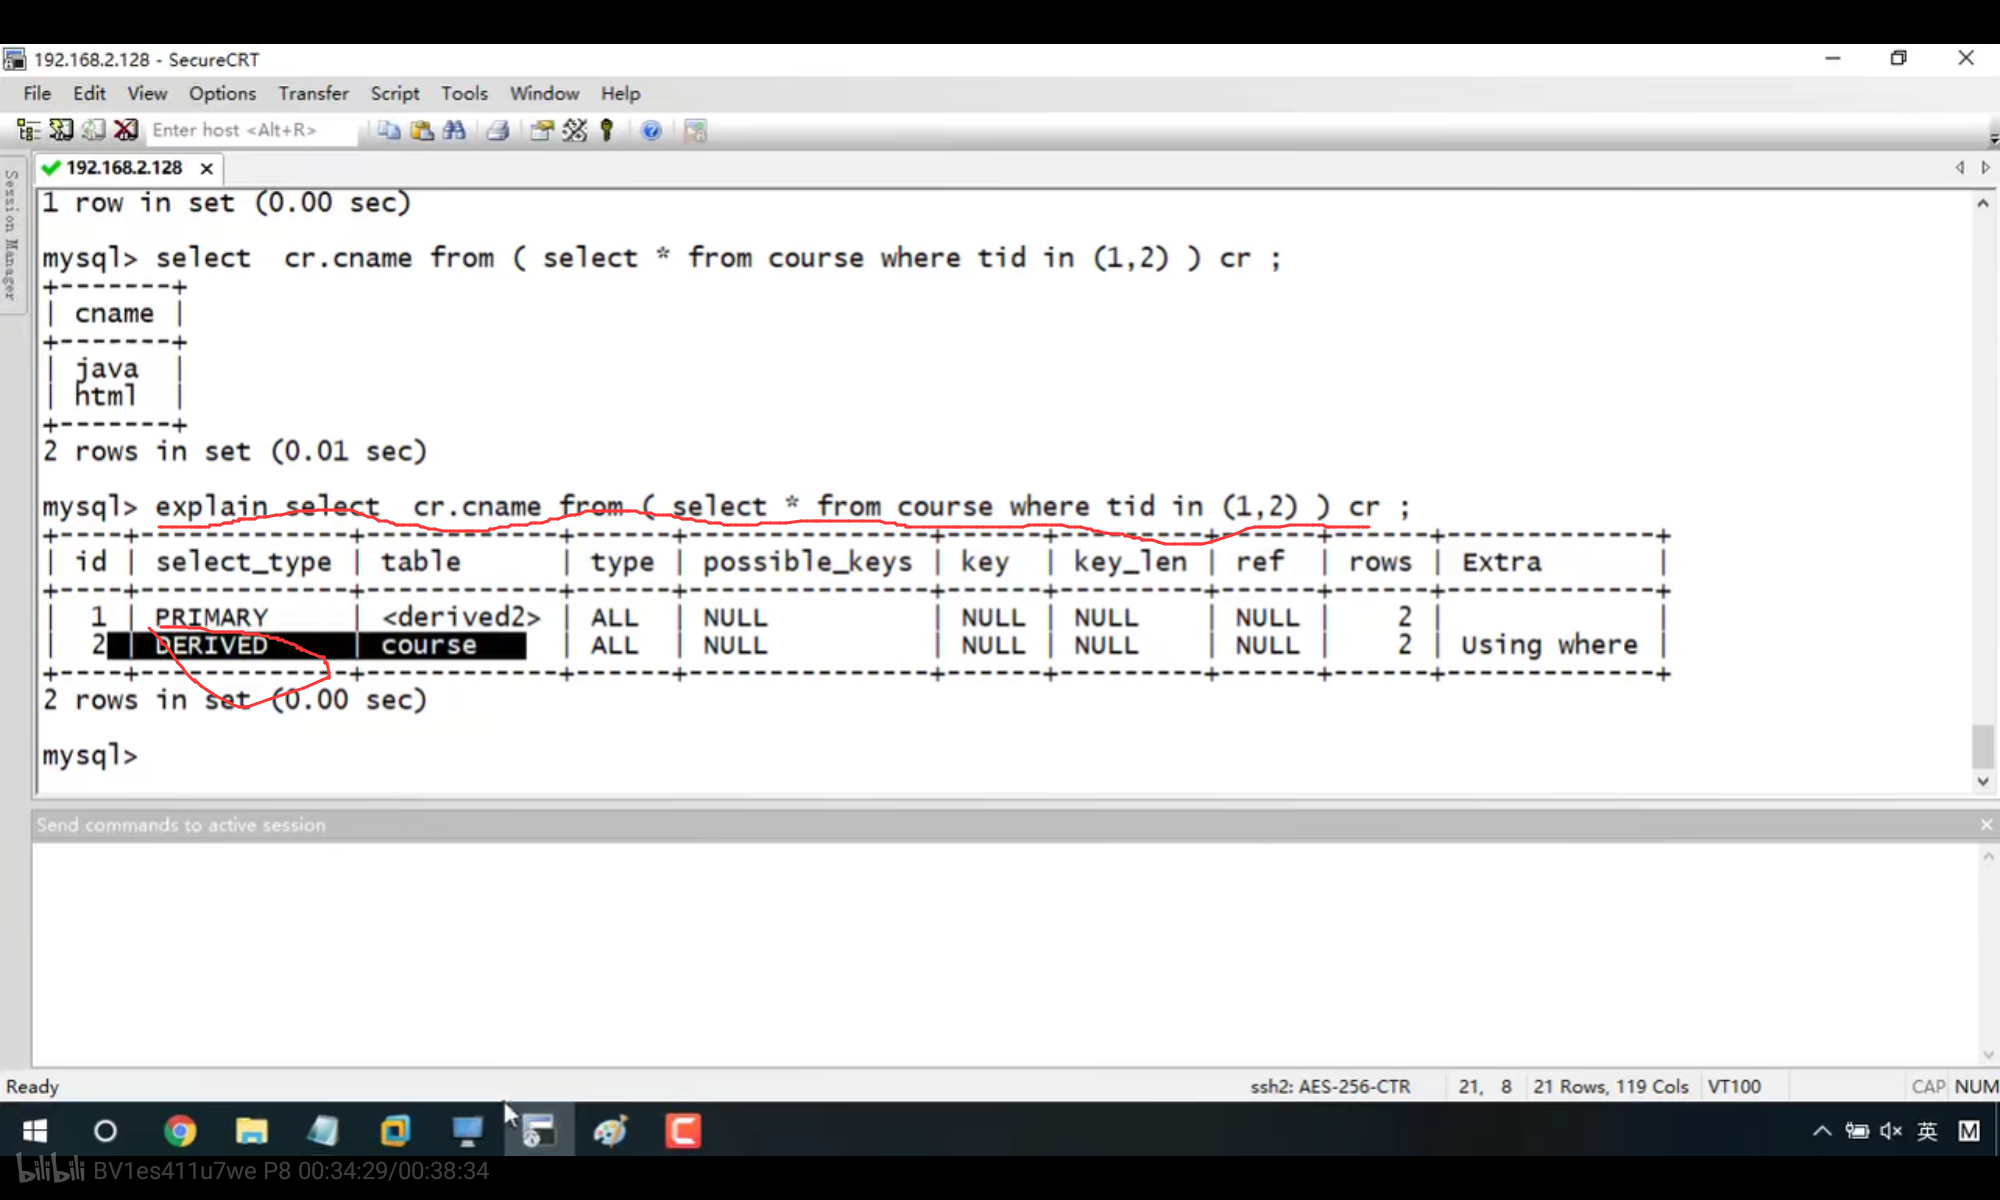 192.168.2.128 - SecureCRT
File Edit View Options Transfer Script Tools Window Help
Enter host <Alt+R>
Session Manager
192.168.2.128
1 row in set (0.00 sec)
mysql> select  cr.cname from ( select * from course where tid in (1,2) ) cr ;
+-------+
| cname |
+-------+
| java  |
| html  |
+-------+
2 rows in set (0.01 sec)
mysql> explain select  cr.cname from ( select * from course where tid in (1,2) ) cr ;
+----+-------------+------------+------+---------------+------+---------+------+------+-------------+
| id | select_type | table      | type | possible_keys | key  | key_len | ref  | rows | Extra       |
+----+-------------+------------+------+---------------+------+---------+------+------+-------------+
|  1 | PRIMARY     | <derived2> | ALL  | NULL          | NULL | NULL    | NULL |    2 |             |
|  2 | DERIVED     | course     | ALL  | NULL          | NULL | NULL    | NULL |    2 | Using where |
+----+-------------+------------+------+---------------+------+---------+------+------+-------------+
2 rows in set (0.00 sec)
mysql>
Send commands to active session
Ready ssh2: AES-256-CTR 21, 8 21 Rows, 119 Cols VT100 CAP NUM
英 M
bilibili BV1es411u7we P8 00:34:29/00:38:34